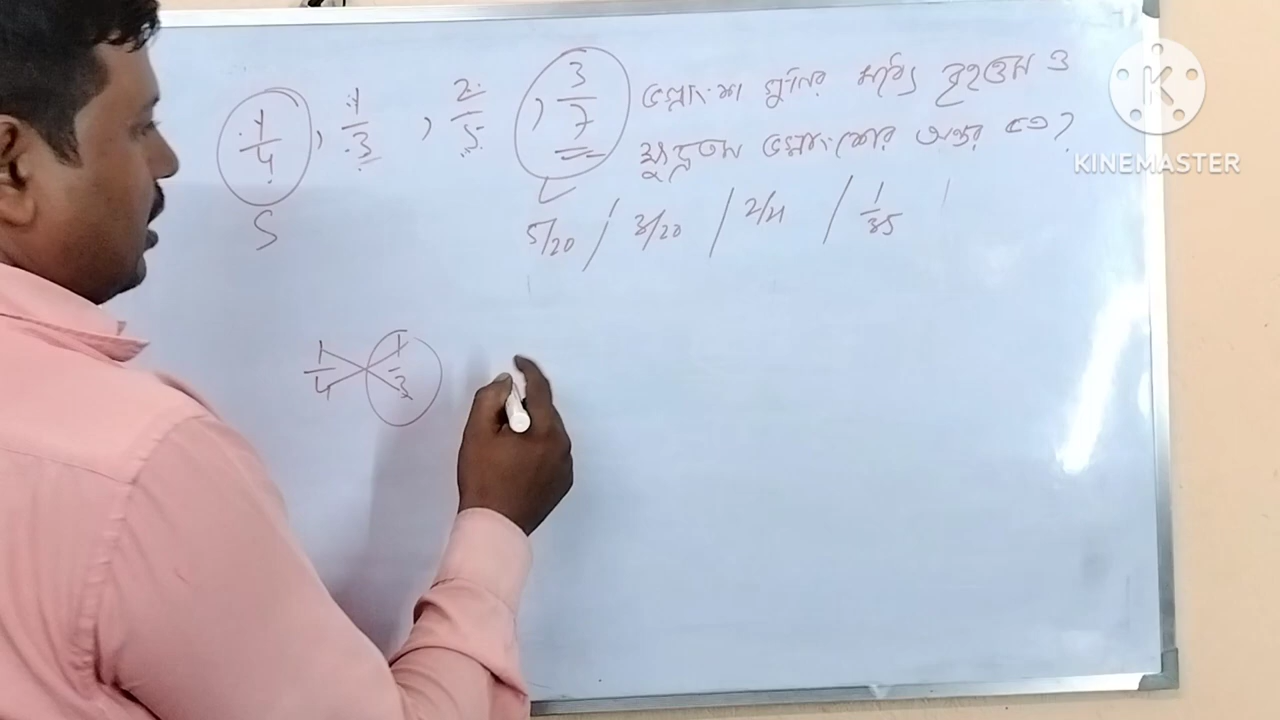 1/4, 1/3, 2/5, 3/7 ভগ্নাংশ গুলির মধ্যে বৃহত্তম ও
ক্ষুদ্রতম ভগ্নাংশের অন্তর কত?
L
S
5/20 / 3/20 / 2/21 / 1/35
1/4 1/3
K
KINEMASTER